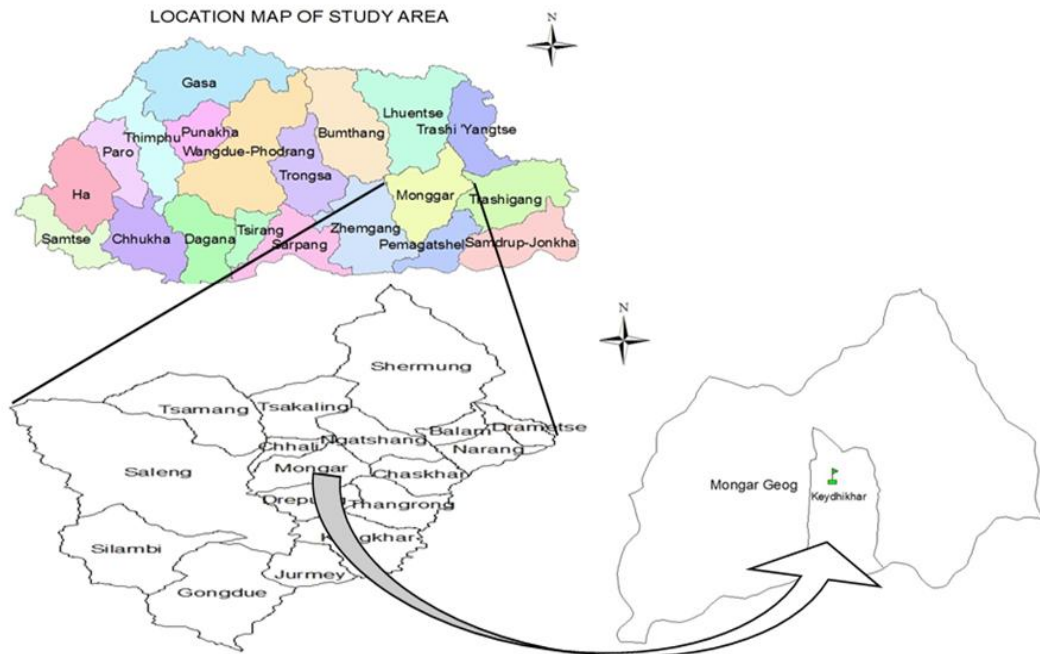 LOCATION MAP OF STUDY AREA
N
Gasa
Lhuentse
Trashi 'Yangtse
Punakha
Bumthang
Thimphu
Paro
Wangdue-Phodrang
Trongsa
Ha
Monggar
Trashigang
Samtse
Chhukha
Dagana
Tsirang
Sarpang
Zhemgang
Pemagatshel
Samdrup-Jonkha
N
Shermung
Tsamang
Tsakaling
Balam
Drametse
Ngatshang
Chhali
Narang
Saleng
Mongar
Chaskhar
Thangrong
Silambi
Jurmey
Gongdue
Mongar Geog
Keydhikhar